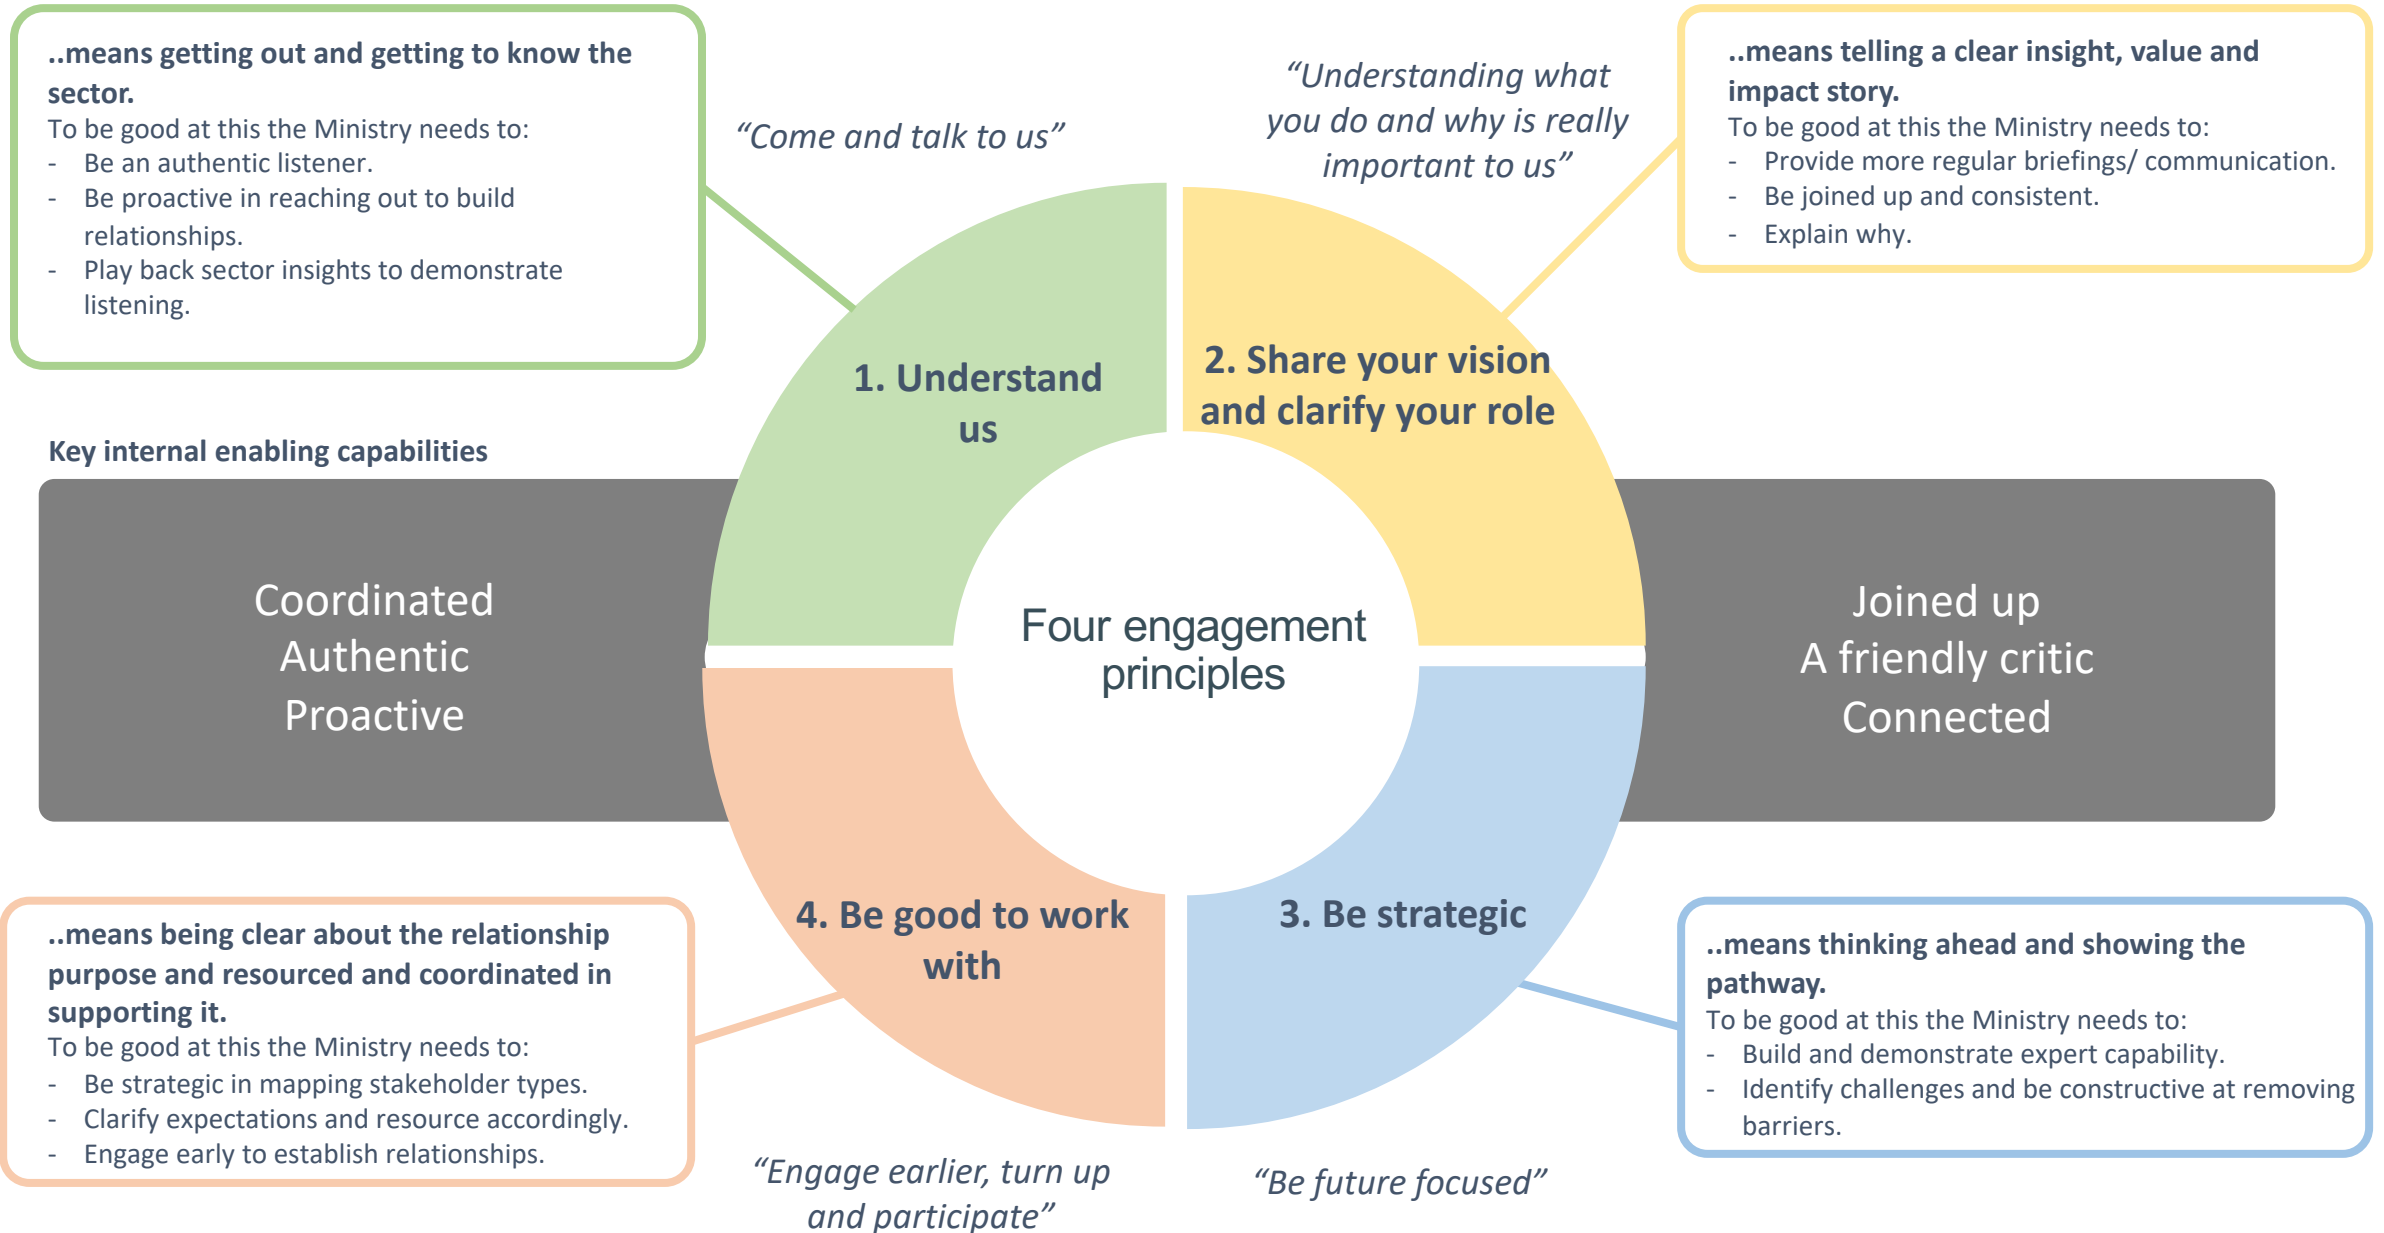 ..means getting out and getting to know the
sector.
To be good at this the Ministry needs to:
- Be an authentic listener.
- Be proactive in reaching out to build
relationships.
- Play back sector insights to demonstrate
listening.
“Come and talk to us”
“Understanding what
you do and why is really
important to us”
..means telling a clear insight, value and
impact story.
To be good at this the Ministry needs to:
- Provide more regular briefings/ communication.
- Be joined up and consistent.
- Explain why.
1. Understand
us
2. Share your vision
and clarify your role
Key internal enabling capabilities
Coordinated
Authentic
Proactive
Four engagement
principles
Joined up
A friendly critic
Connected
4. Be good to work
with
3. Be strategic
..means being clear about the relationship
purpose and resourced and coordinated in
supporting it.
To be good at this the Ministry needs to:
- Be strategic in mapping stakeholder types.
- Clarify expectations and resource accordingly.
- Engage early to establish relationships.
..means thinking ahead and showing the
pathway.
To be good at this the Ministry needs to:
- Build and demonstrate expert capability.
- Identify challenges and be constructive at removing
barriers.
“Engage earlier, turn up
and participate”
“Be future focused”